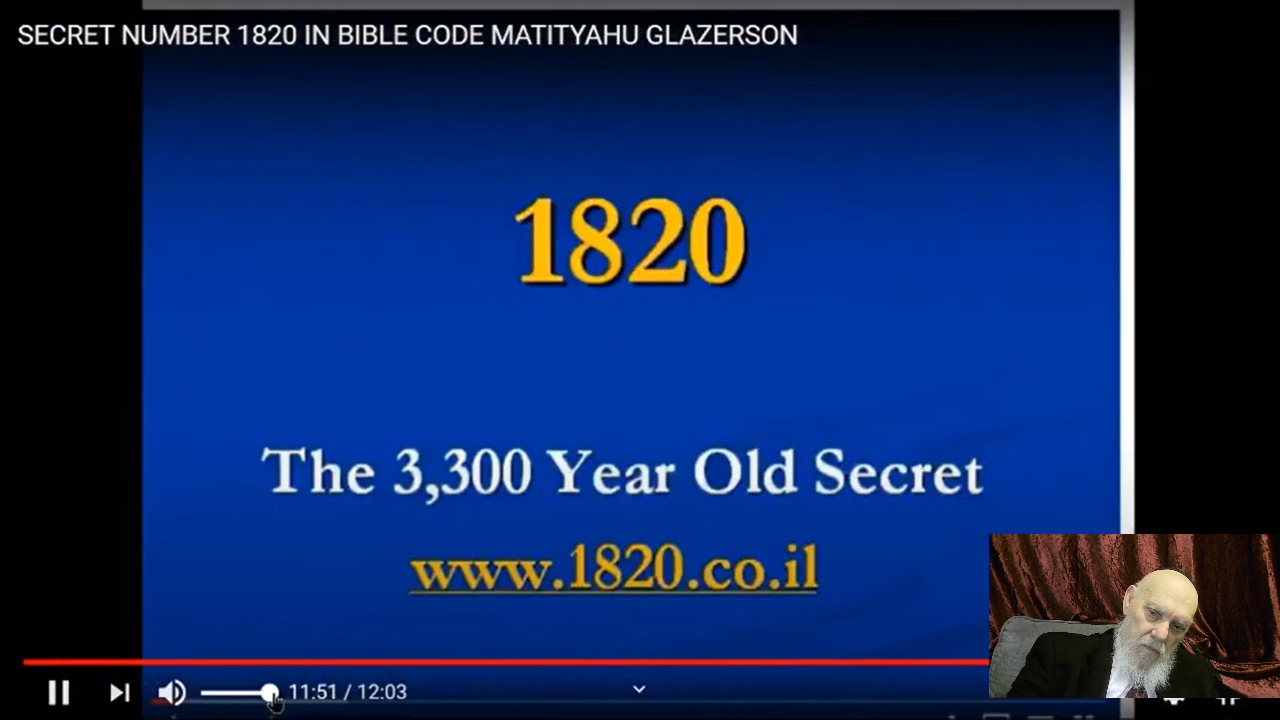 SECRET NUMBER 1820 IN BIBLE CODE MATITYAHU GLAZERSON
1820
The 3,300 Year Old Secret
www.1820.co.il
11:51 / 12:03